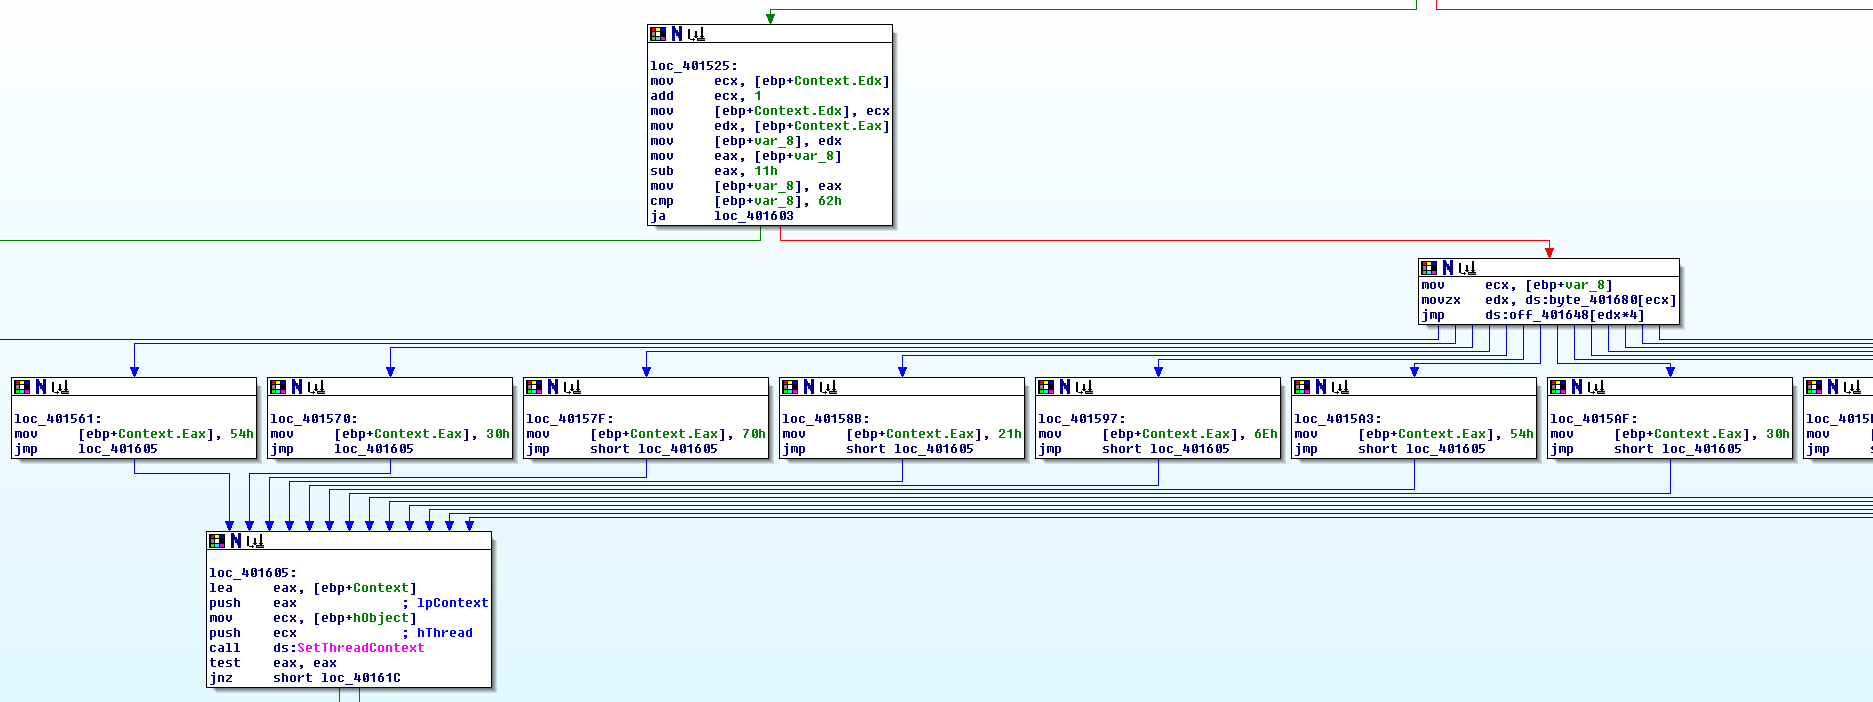 loc_401525:
mov ecx, [ebp+Context.Edx]
add ecx, 1
mov [ebp+Context.Edx], ecx
mov edx, [ebp+Context.Eax]
mov [ebp+var_8], edx
mov eax, [ebp+var_8]
sub eax, 11h
mov [ebp+var_8], eax
cmp [ebp+var_8], 62h
ja loc_401603
mov ecx, [ebp+var_8]
movzx edx, ds:byte_401680[ecx]
jmp ds:off_401648[edx*4]
loc_401561:
mov [ebp+Context.Eax], 54h
jmp loc_401605
loc_401570:
mov [ebp+Context.Eax], 30h
jmp loc_401605
loc_40157F:
mov [ebp+Context.Eax], 70h
jmp short loc_401605
loc_40158B:
mov [ebp+Context.Eax], 21h
jmp short loc_401605
loc_401597:
mov [ebp+Context.Eax], 6Eh
jmp short loc_401605
loc_4015A3:
mov [ebp+Context.Eax], 54h
jmp short loc_401605
loc_4015AF:
mov [ebp+Context.Eax], 30h
jmp short loc_401605
mov
jmp
loc_401605:
lea eax, [ebp+Context]
push eax ; lpContext
mov ecx, [ebp+hObject]
push ecx ; hThread
call ds:SetThreadContext
test eax, eax
jnz short loc_40161C